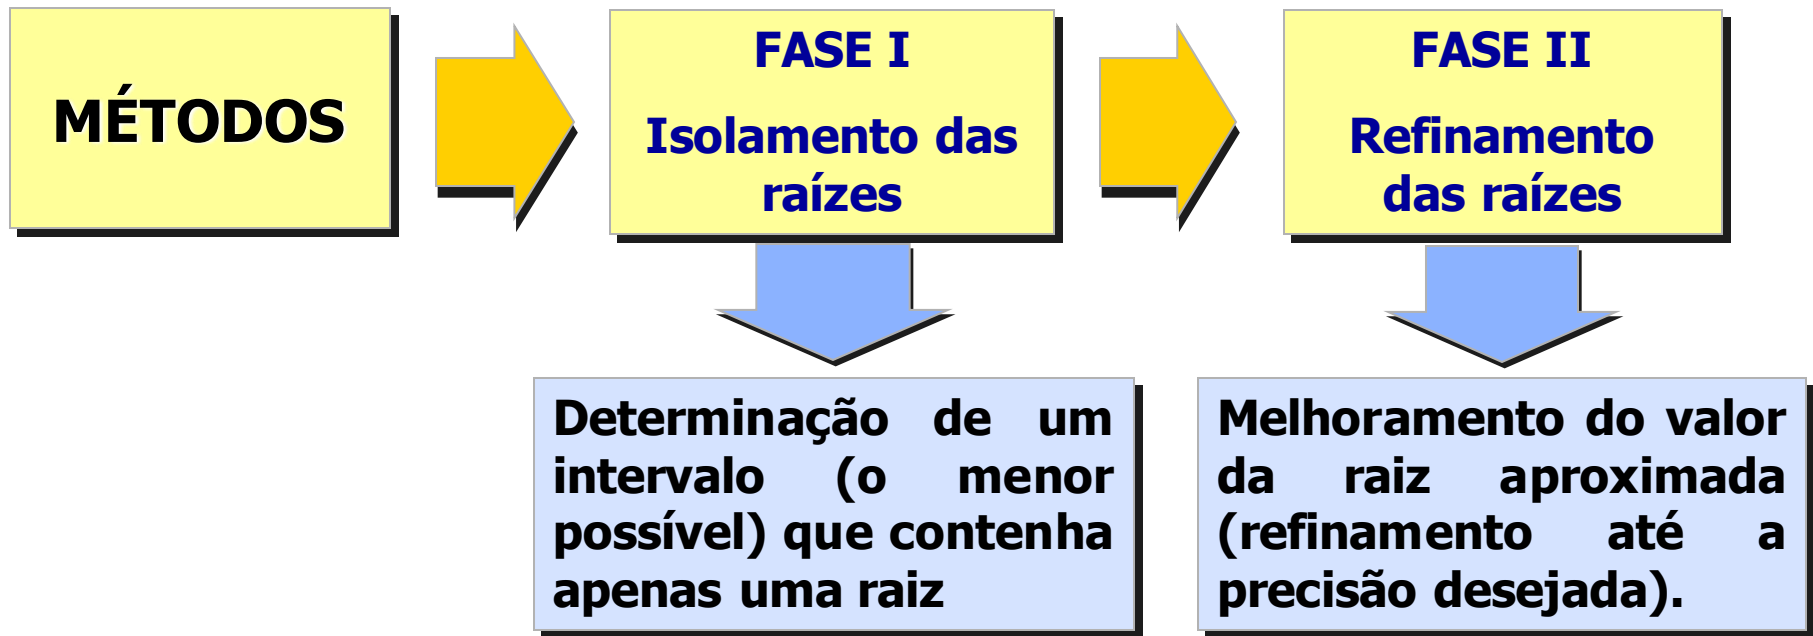 MÉTODOS
FASE I
Isolamento das
raízes
FASE II
Refinamento
das raízes
Determinação de um
intervalo (o menor
possível) que contenha
apenas uma raiz
Melhoramento do valor
da raiz aproximada
(refinamento até a
precisão desejada).